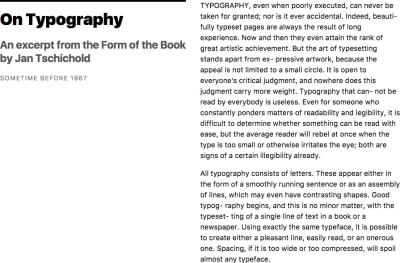 On Typography
An excerpt from the Form of the Book
by Jan Tschichold
SOMETIME BEFORE 1967
TYPOGRAPHY, even when poorly executed, can never be
taken for granted; nor is it ever accidental. Indeed, beauti-
fully typeset pages are always the result of long
experience. Now and then they even attain the rank of
great artistic achievement. But the art of typesetting
stands apart from ex- pressive artwork, because the
appeal is not limited to a small circle. It is open to
everyone's critical judgment, and nowhere does this
judgment carry more weight. Typography that can- not be
read by everybody is useless. Even for someone who
constantly ponders matters of readability and legibility, it is
difficult to determine whether something can be read with
ease, but the average reader will rebel at once when the
type is too small or otherwise irritates the eye; both are
signs of a certain illegibility already.
All typography consists of letters. These appear either in
the form of a smoothly running sentence or as an assembly
of lines, which may even have contrasting shapes. Good
typog- raphy begins, and this is no minor matter, with the
typeset- ting of a single line of text in a book or a
newspaper. Using exactly the same typeface, it is possible
to create either a pleasant line, easily read, or an onerous
one. Spacing, if it is too wide or too compressed, will spoil
almost any typeface.